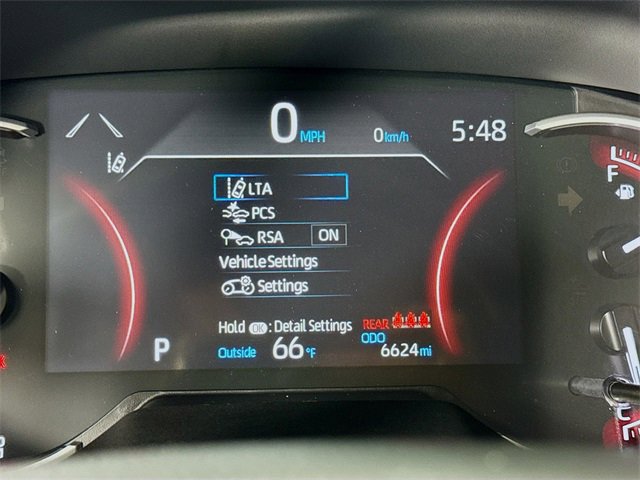 0 MPH 0 km/h 5:48
LTA
PCS
RSA ON
Vehicle Settings
Settings
Hold OK : Detail Settings REAR
ODO
P Outside 66°F 6624 mi
F
C
E